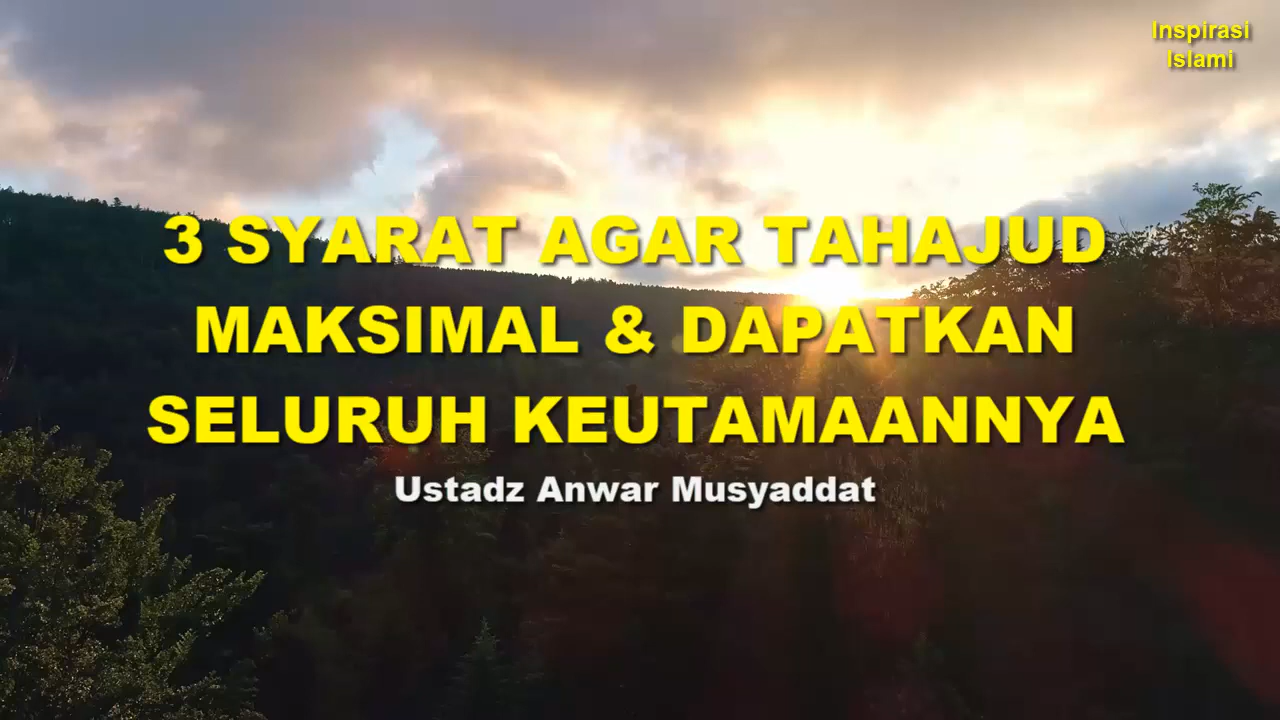 Inspirasi
Islami
3 SYARAT AGAR TAHAJUD
MAKSIMAL & DAPATKAN
SELURUH KEUTAMAANNYA
Ustadz Anwar Musyaddat